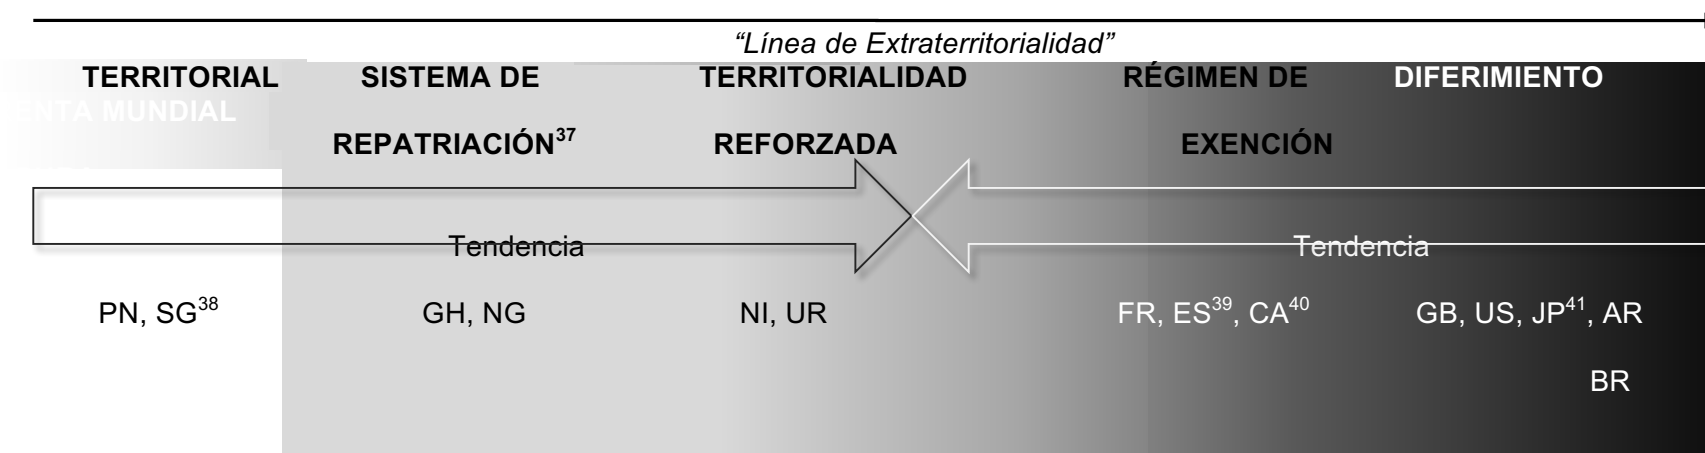 “Línea de Extraterritorialidad”
TERRITORIAL SISTEMA DE TERRITORIALIDAD RÉGIMEN DE DIFERIMIENTO
MUNDIAL
REPATRIACIÓN37 REFORZADA EXENCIÓN
Tendencia Tendencia
PN, SG38 GH, NG NI, UR FR, ES39, CA40 GB, US, JP41, AR
BR